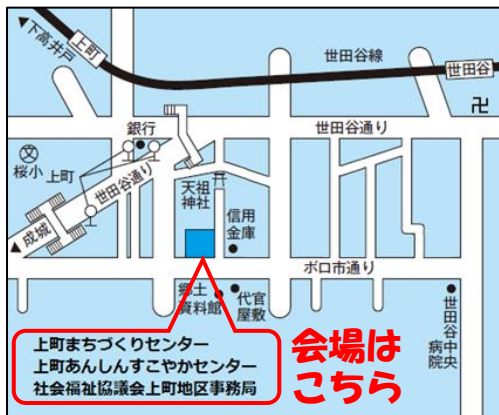 下高井戸
上町
世田谷線
世田谷
卍
銀行
世田谷通り
文
桜小
上町
世田谷通り
天祖
神社
信用
金庫
成城
ボロ市通り
郷土
資料館
代官
屋敷
世田谷中央
病院
上町まちづくりセンター
上町あんしんすこやかセンター
社会福祉協議会上町地区事務局
会場は
こちら